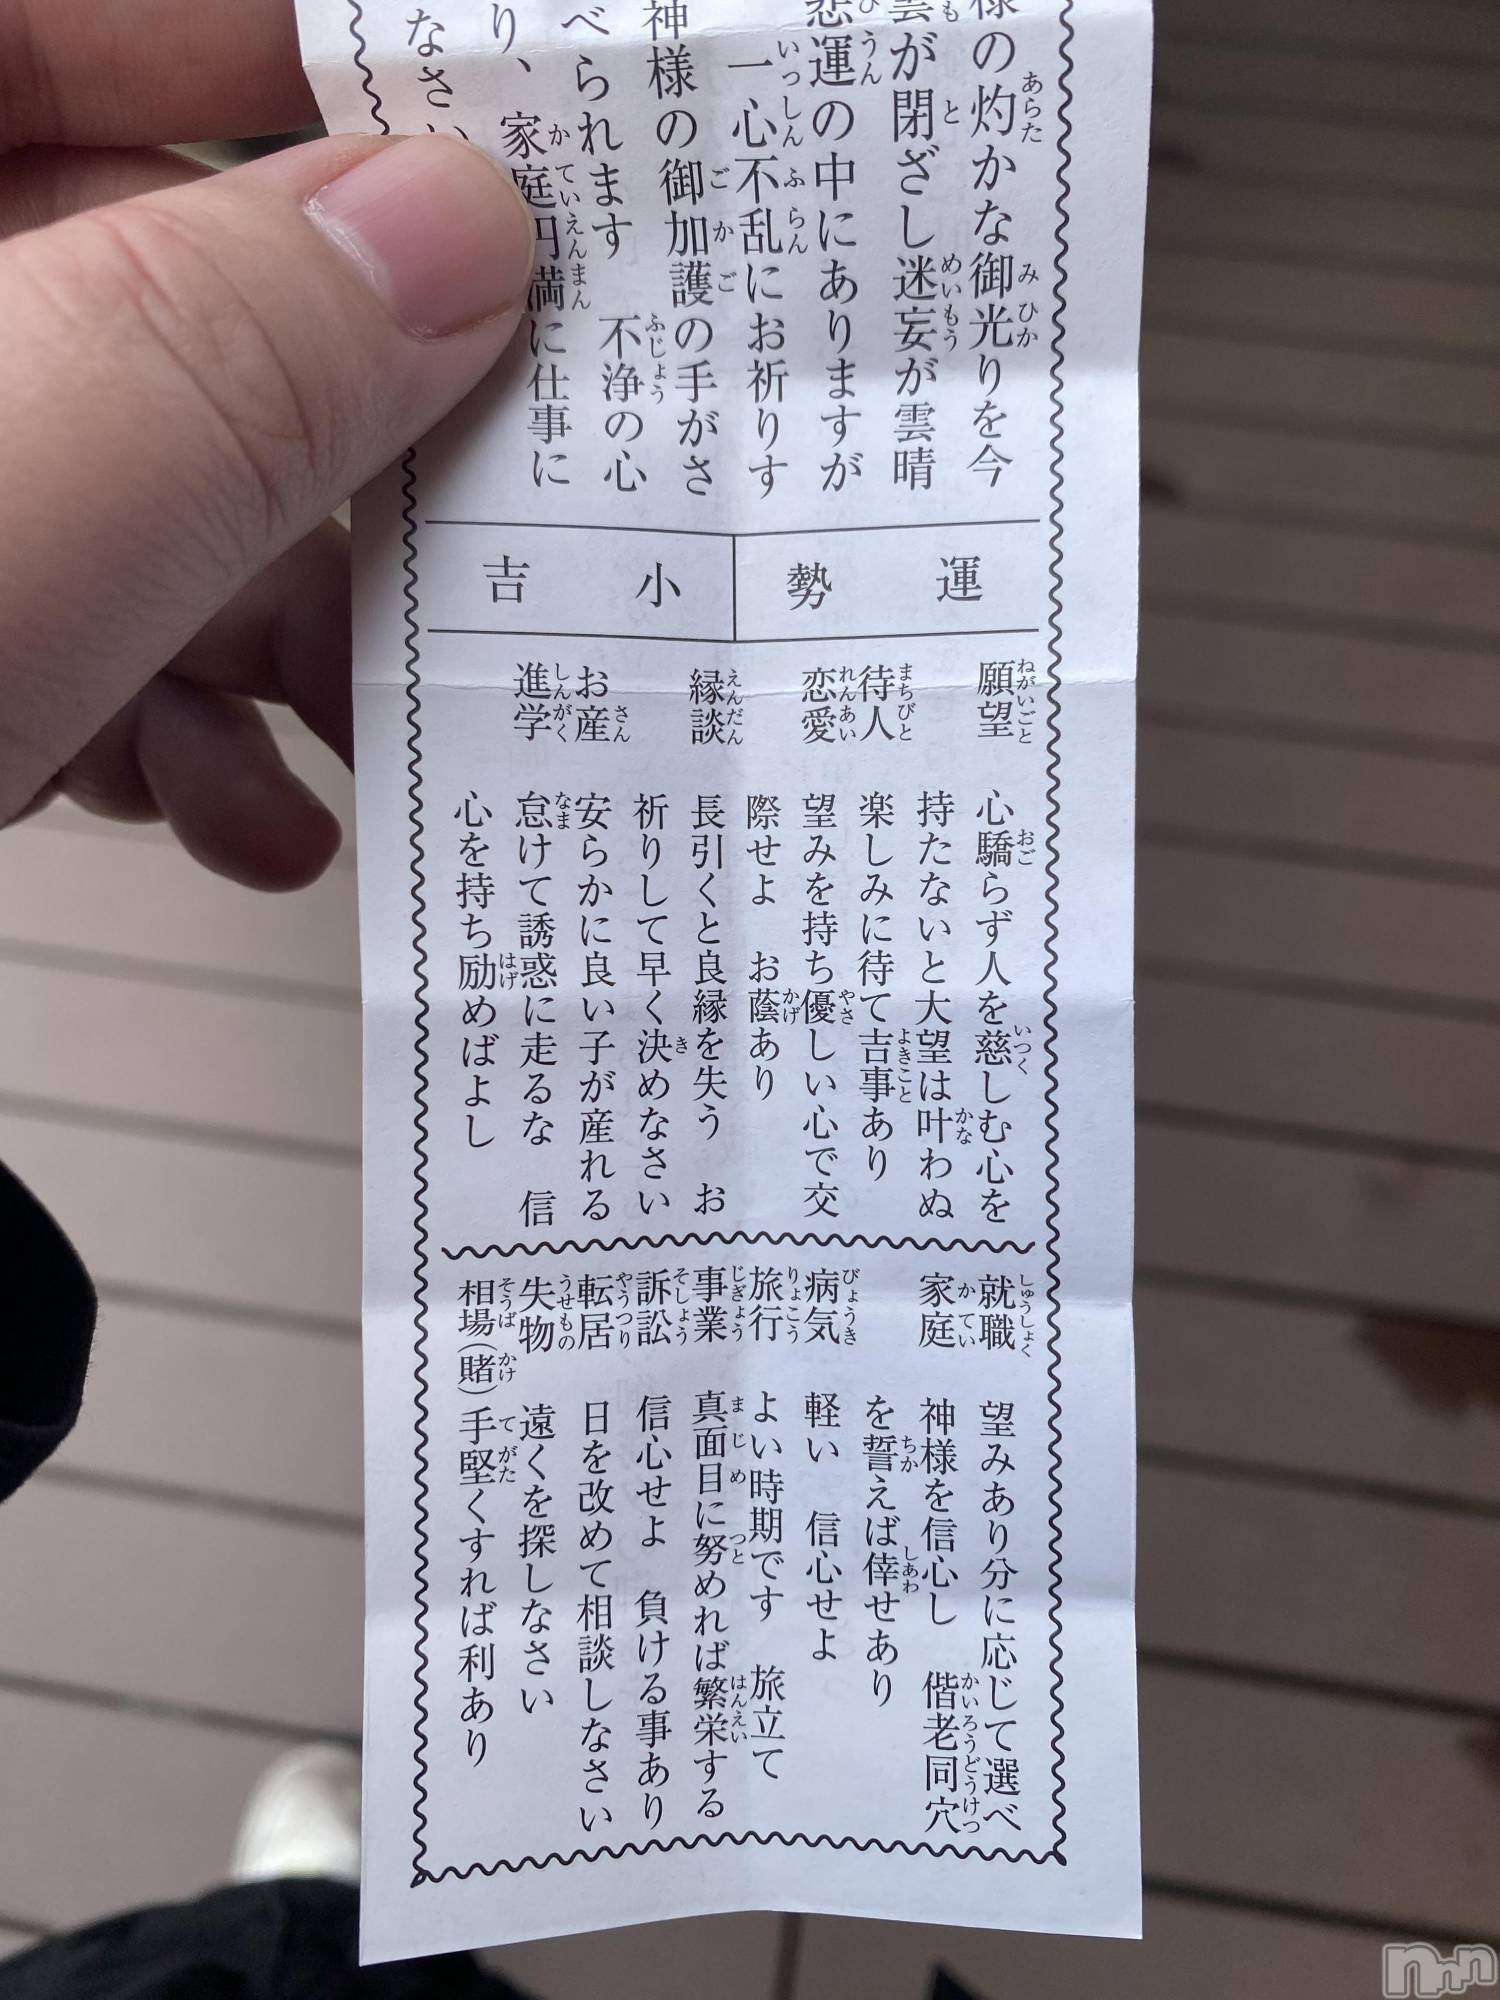 様の灼かな御光りを今
雲が閉ざし迷妄が雲晴
悲運の中にありますが
一心不乱にお祈りす
神様の御加護の手がさ
べられます　不浄の心
り、家庭円満に仕事に
なさい
運勢　小吉
願望　心驕らず人を慈しむ心を
持たないと大望は叶わぬ
待人　楽しみに待て吉事あり
恋愛　望みを持ち優しい心で交
際せよ　お蔭あり
縁談　長引くと良縁を失う　お
祈りして早く決めなさい
お産　安らかに良い子が産れる
進学　怠けて誘惑に走るな　信
心を持ち励めばよし
就職　望みあり分に応じて選べ
家庭　神様を信心し　偕老同穴
を誓えば倖せあり
病気　軽い　信心せよ
旅行　よい時期です　旅立て
事業　真面目に努めれば繁栄する
訴訟　信心せよ　負ける事あり
転居　日を改めて相談しなさい
失物　遠くを探しなさい
相場(賭)手堅くすれば利あり